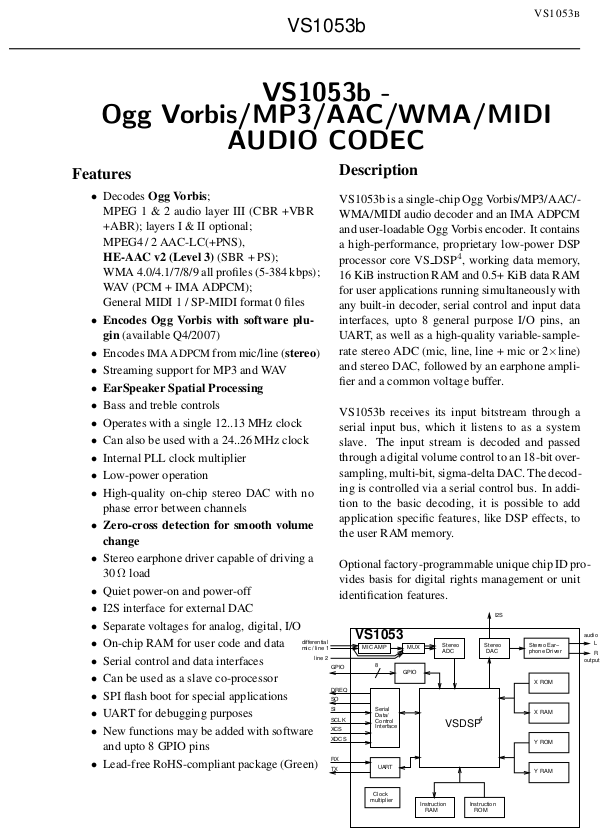 VS1053B
VS1053b
VS1053b -
Ogg Vorbis/MP3/AAC/WMA/MIDI
AUDIO CODEC
Features
• Decodes Ogg Vorbis;
MPEG 1 & 2 audio layer III (CBR +VBR
+ABR); layers I & II optional;
MPEG4 / 2 AAC-LC(+PNS),
HE-AAC v2 (Level 3) (SBR + PS);
WMA 4.0/4.1/7/8/9 all profiles (5-384 kbps);
WAV (PCM + IMA ADPCM);
General MIDI 1 / SP-MIDI format 0 files
• Encodes Ogg Vorbis with software plu-
gin (available Q4/2007)
• Encodes IMA ADPCM from mic/line (stereo)
• Streaming support for MP3 and WAV
• EarSpeaker Spatial Processing
• Bass and treble controls
• Operates with a single 12..13 MHz clock
• Can also be used with a 24..26 MHz clock
• Internal PLL clock multiplier
• Low-power operation
• High-quality on-chip stereo DAC with no
phase error between channels
• Zero-cross detection for smooth volume
change
• Stereo earphone driver capable of driving a
30 Ω load
• Quiet power-on and power-off
• I2S interface for external DAC
• Separate voltages for analog, digital, I/O
• On-chip RAM for user code and data
• Serial control and data interfaces
• Can be used as a slave co-processor
• SPI flash boot for special applications
• UART for debugging purposes
• New functions may be added with software
and upto 8 GPIO pins
• Lead-free RoHS-compliant package (Green)
Description
VS1053b is a single-chip Ogg Vorbis/MP3/AAC/-
WMA/MIDI audio decoder and an IMA ADPCM
and user-loadable Ogg Vorbis encoder. It contains
a high-performance, proprietary low-power DSP
processor core VS_DSP4, working data memory,
16 KiB instruction RAM and 0.5+ KiB data RAM
for user applications running simultaneously with
any built-in decoder, serial control and input data
interfaces, upto 8 general purpose I/O pins, an
UART, as well as a high-quality variable-sample-
rate stereo ADC (mic, line, line + mic or 2×line)
and stereo DAC, followed by an earphone ampli-
fier and a common voltage buffer.
VS1053b receives its input bitstream through a
serial input bus, which it listens to as a system
slave. The input stream is decoded and passed
through a digital volume control to an 18-bit over-
sampling, multi-bit, sigma-delta DAC. The decod-
ing is controlled via a serial control bus. In addi-
tion to the basic decoding, it is possible to add
application specific features, like DSP effects, to
the user RAM memory.
Optional factory-programmable unique chip ID pro-
vides basis for digital rights management or unit
identification features.
I2S
VS1053
differential
mic / line 1
line 2
MIC AMP
MUX
Stereo
ADC
Stereo
DAC
Stereo Ear-
phone Driver
audio
L
R
output
GPIO
8
GPIO
X ROM
DREQ
SO
SI
SCLK
XCS
XDCS
Serial
Data/
Control
Interface
VSDSP4
X RAM
Y ROM
RX
TX
UART
Y RAM
Clock
multiplier
Instruction
RAM
Instruction
ROM